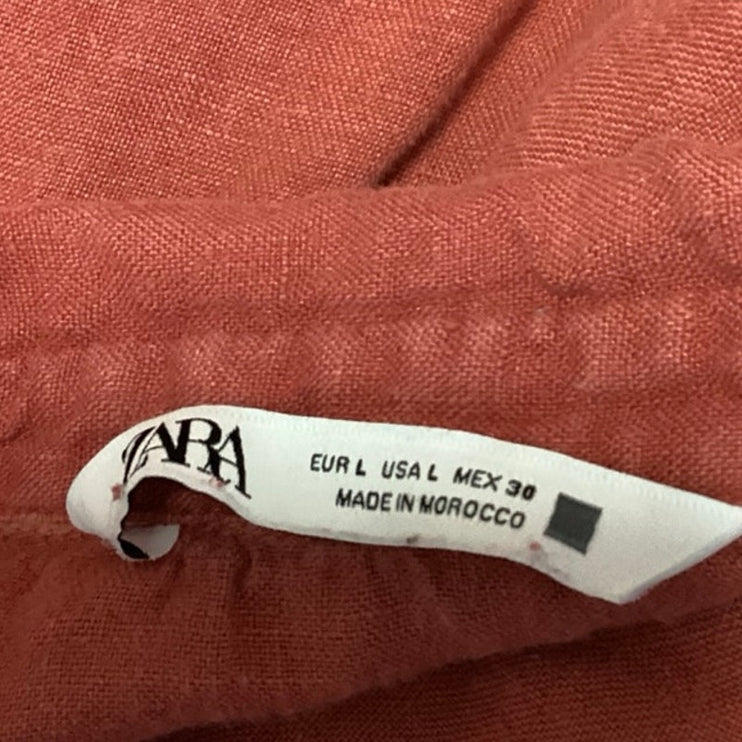 ZARA
EUR L USA L MEX 30
MADE IN MOROCCO